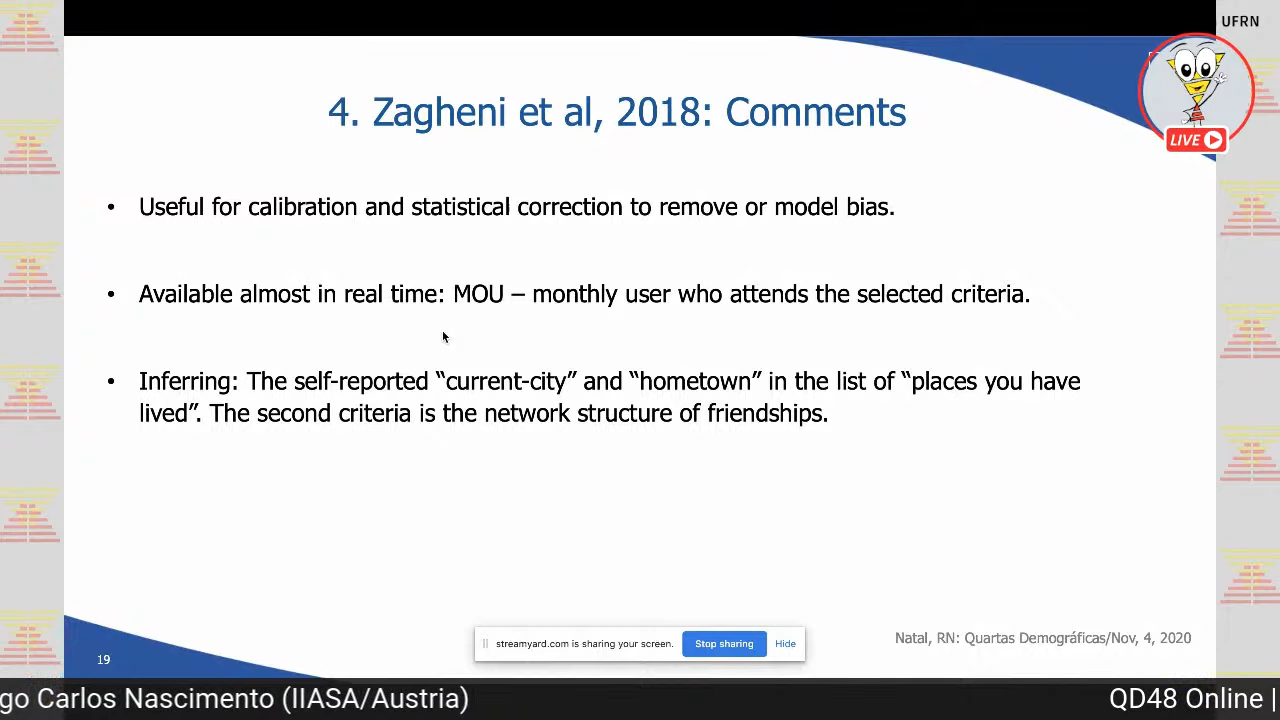 UFRN
LIVE
4. Zagheni et al, 2018: Comments
• Useful for calibration and statistical correction to remove or model bias.
• Available almost in real time: MOU – monthly user who attends the selected criteria.
• Inferring: The self-reported “current-city” and “hometown” in the list of “places you have
lived”. The second criteria is the network structure of friendships.
Natal, RN: Quartas Demográficas/Nov, 4, 2020
streamyard.com is sharing your screen. Stop sharing Hide
19
go Carlos Nascimento (IIASA/Austria) QD48 Online |